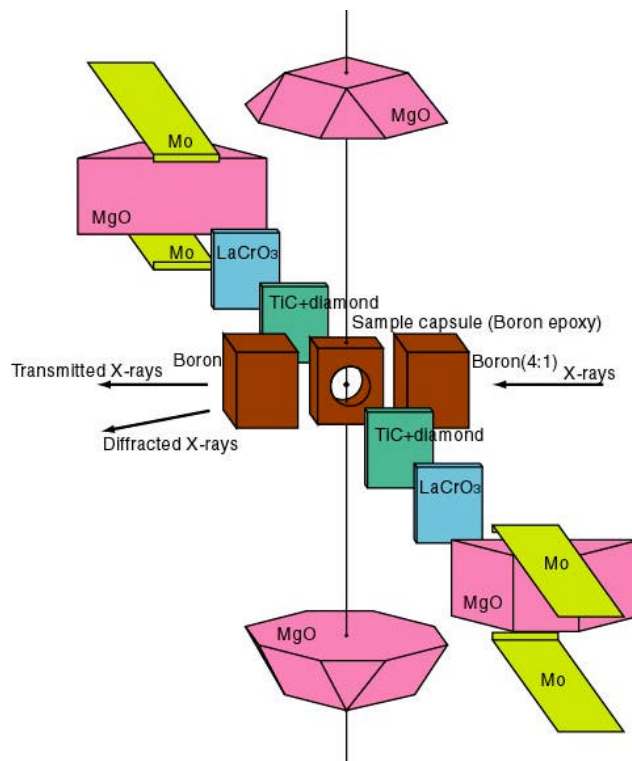 Mo
MgO
MgO
Mo
LaCrO3
TiC+diamond
Sample capsule (Boron epoxy)
Boron
Boron(4:1)
Transmitted X-rays
X-rays
Diffracted X-rays
TiC+diamond
LaCrO3
Mo
MgO
MgO
Mo